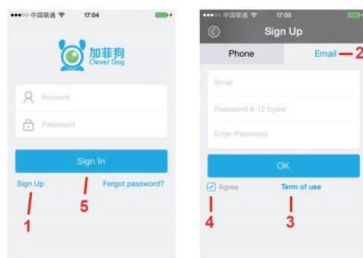 中国联通 17:04
加菲狗
Clever Dog
Account
Password
Sign In
Sign Up
Forgot password?
1
5
中国联通 17:05
Sign Up
Phone
Email
2
Email
Password 6-12 bytes
Enter Password
OK
Agree
Term of use
4
3